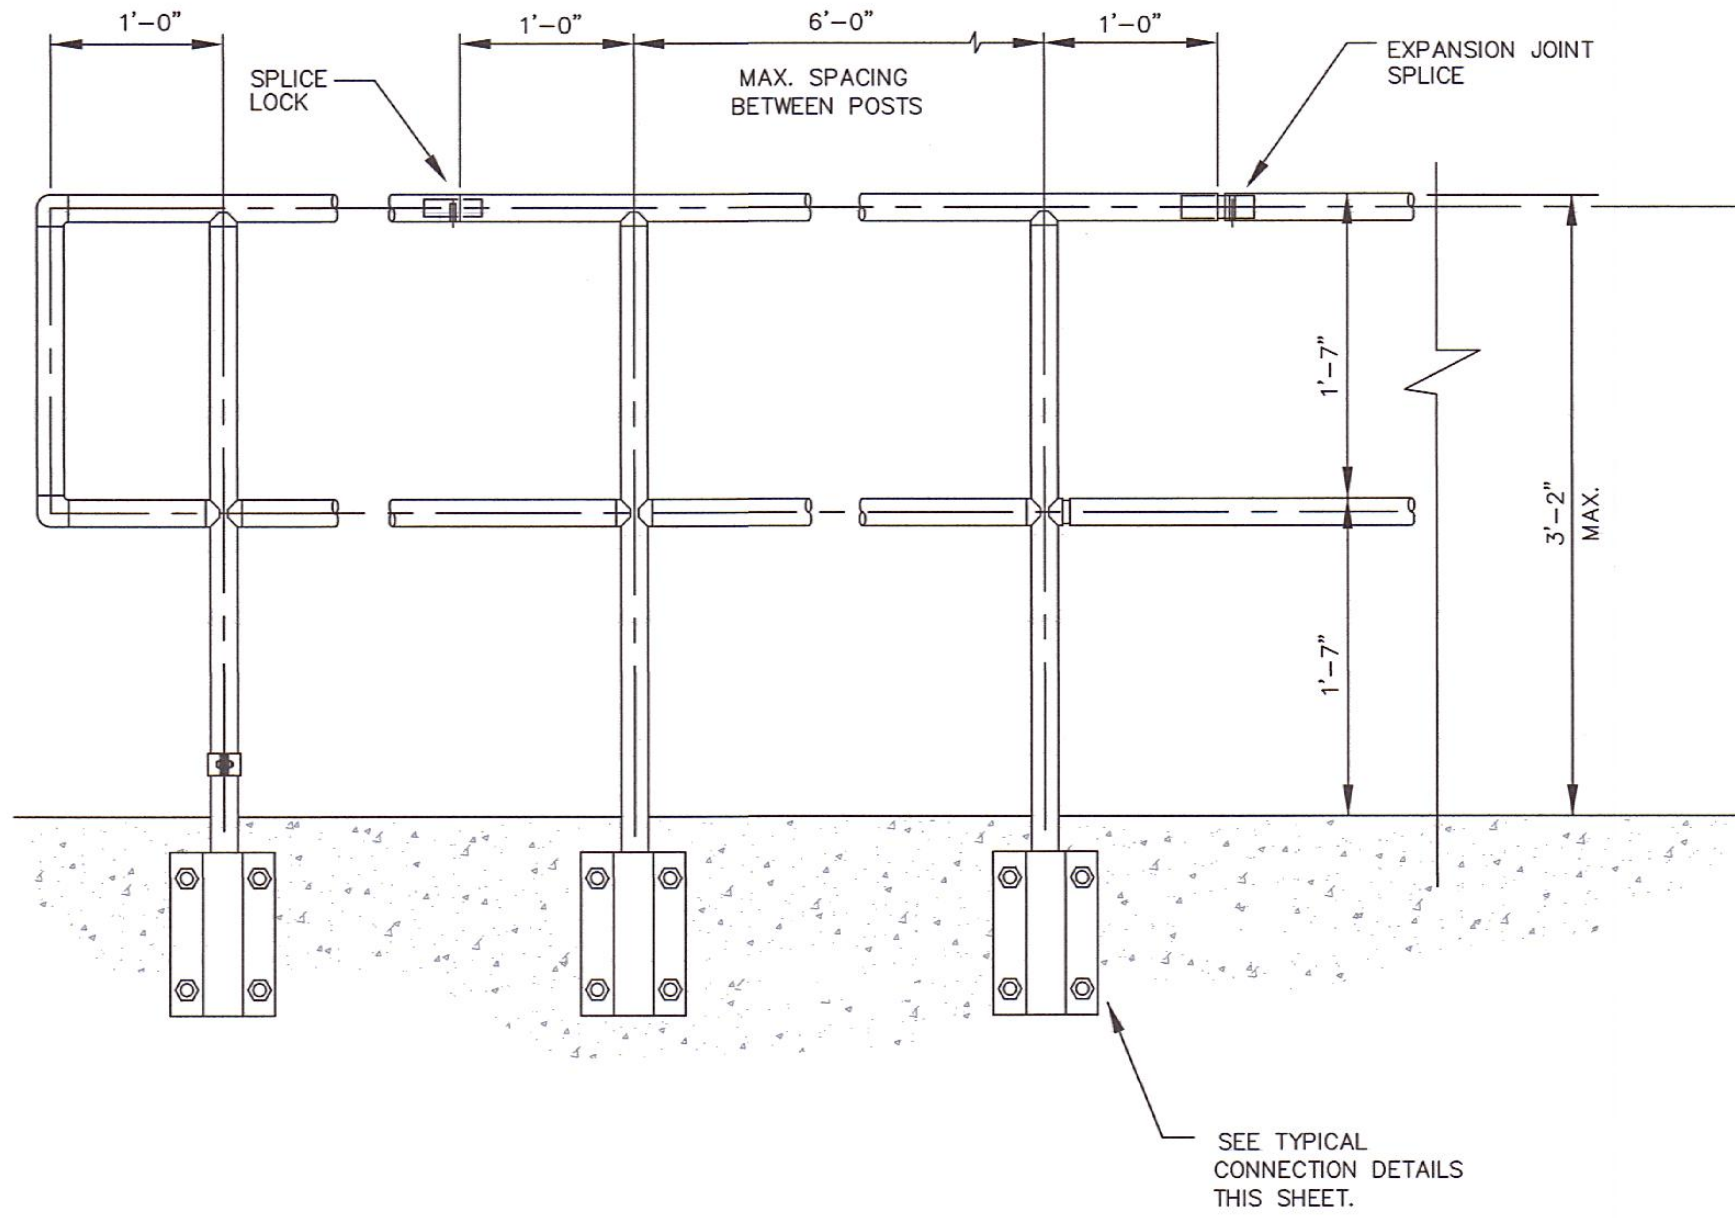 1'-0"
1'-0"
6'-0"
1'-0"
SPLICE
LOCK
MAX. SPACING
BETWEEN POSTS
EXPANSION JOINT
SPLICE
1'-7"
1'-7"
3'-2"
MAX.
SEE TYPICAL
CONNECTION DETAILS
THIS SHEET.